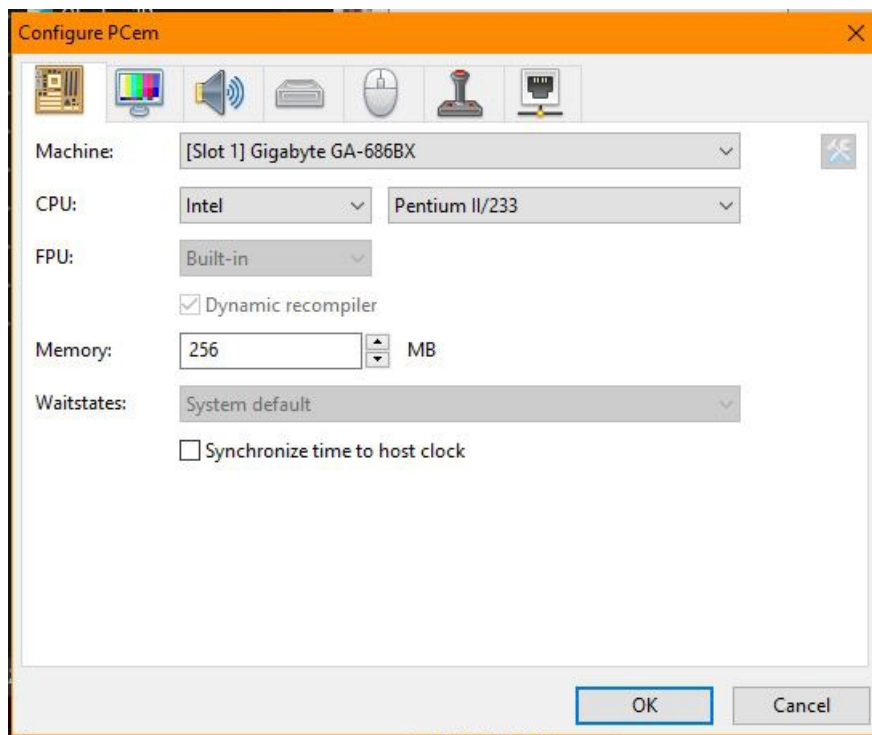 Configure PCem
Machine: [Slot 1] Gigabyte GA-686BX
CPU: Intel Pentium II/233
FPU: Built-in
Dynamic recompiler
Memory: 256 MB
Waitstates: System default
Synchronize time to host clock
OK Cancel